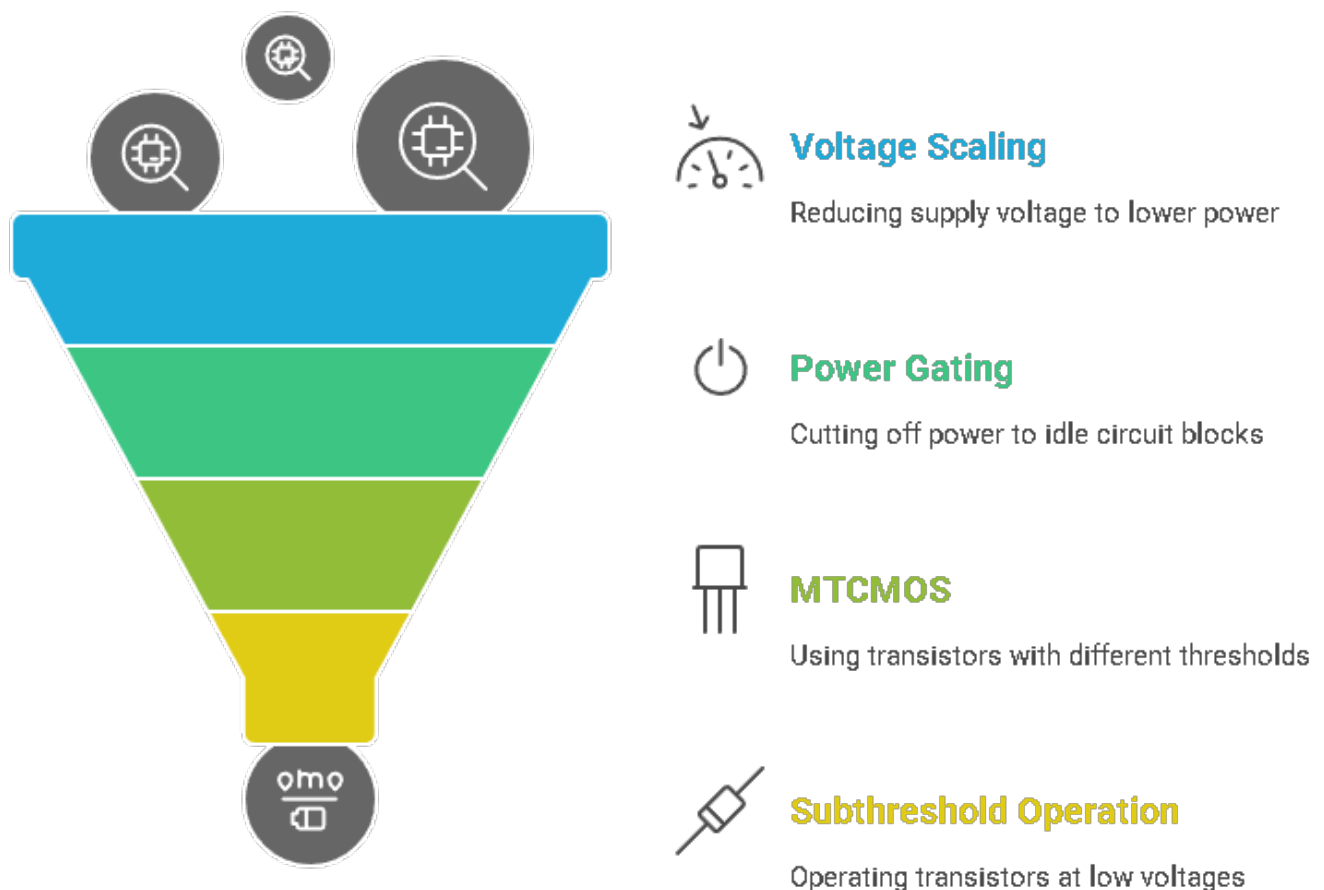 Voltage Scaling
Reducing supply voltage to lower power
Power Gating
Cutting off power to idle circuit blocks
MTCMOS
Using transistors with different thresholds
Subthreshold Operation
Operating transistors at low voltages